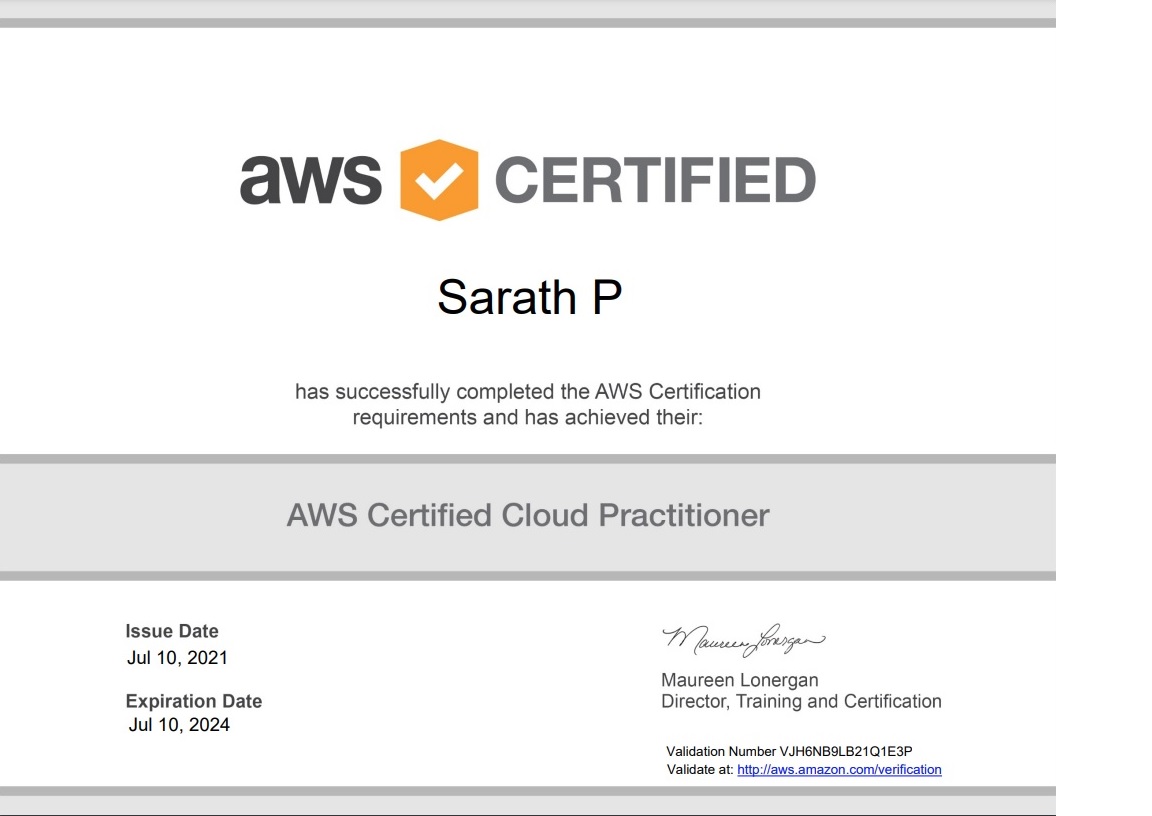 aws CERTIFIED
Sarath P
has successfully completed the AWS Certification
requirements and has achieved their:
AWS Certified Cloud Practitioner
Issue Date
Jul 10, 2021
Expiration Date
Jul 10, 2024
Maureen Lonergan
Maureen Lonergan
Director, Training and Certification
Validation Number VJH6NB9LB21Q1E3P
Validate at: http://aws.amazon.com/verification